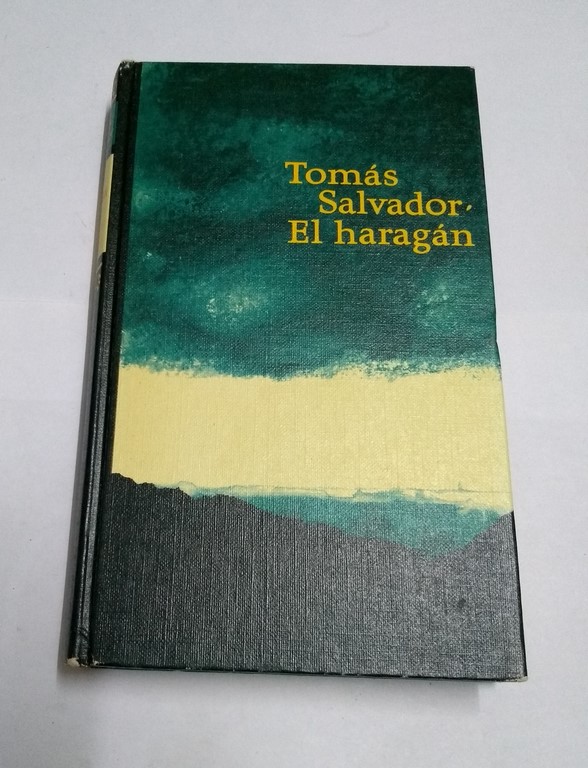 Tomás
Salvador,
El haragán